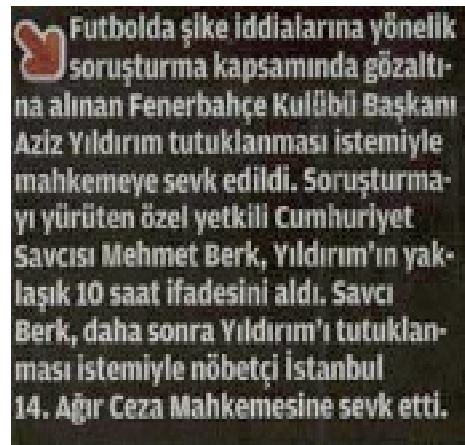 Futbolda şike iddialarına yönelik
soruşturma kapsamında gözaltı-
na alınan Fenerbahçe Kulübü Başkanı
Aziz Yıldırım tutuklanması istemiyle
mahkemeye sevk edildi. Soruşturma-
yı yürüten özel yetkili Cumhuriyet
Savcısı Mehmet Berk, Yıldırım'ın yak-
laşık 10 saat ifadesini aldı. Savcı
Berk, daha sonra Yıldırım'ı tutuklan-
ması istemiyle nöbetçi İstanbul
14. Ağır Ceza Mahkemesine sevk etti.